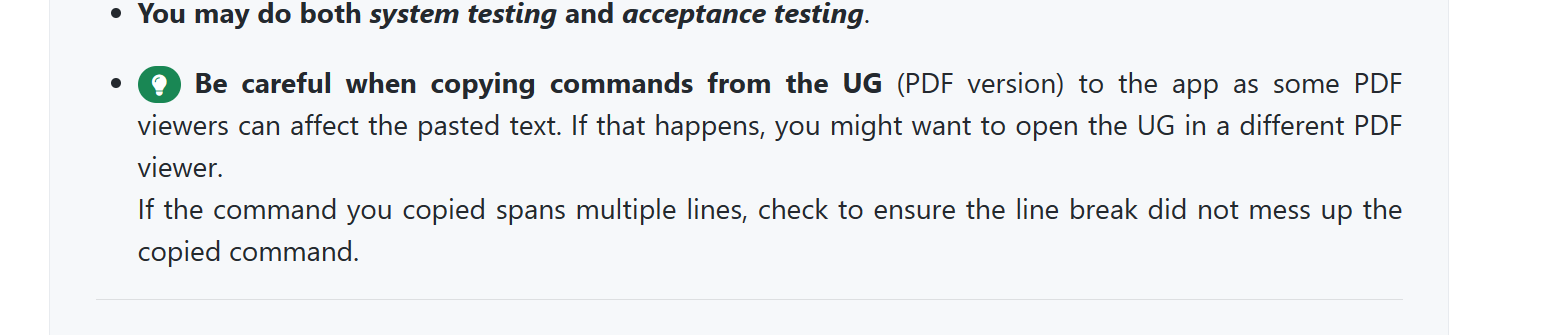 • You may do both system testing and acceptance testing.
• Be careful when copying commands from the UG (PDF version) to the app as some PDF
viewers can affect the pasted text. If that happens, you might want to open the UG in a different PDF
viewer.
If the command you copied spans multiple lines, check to ensure the line break did not mess up the
copied command.